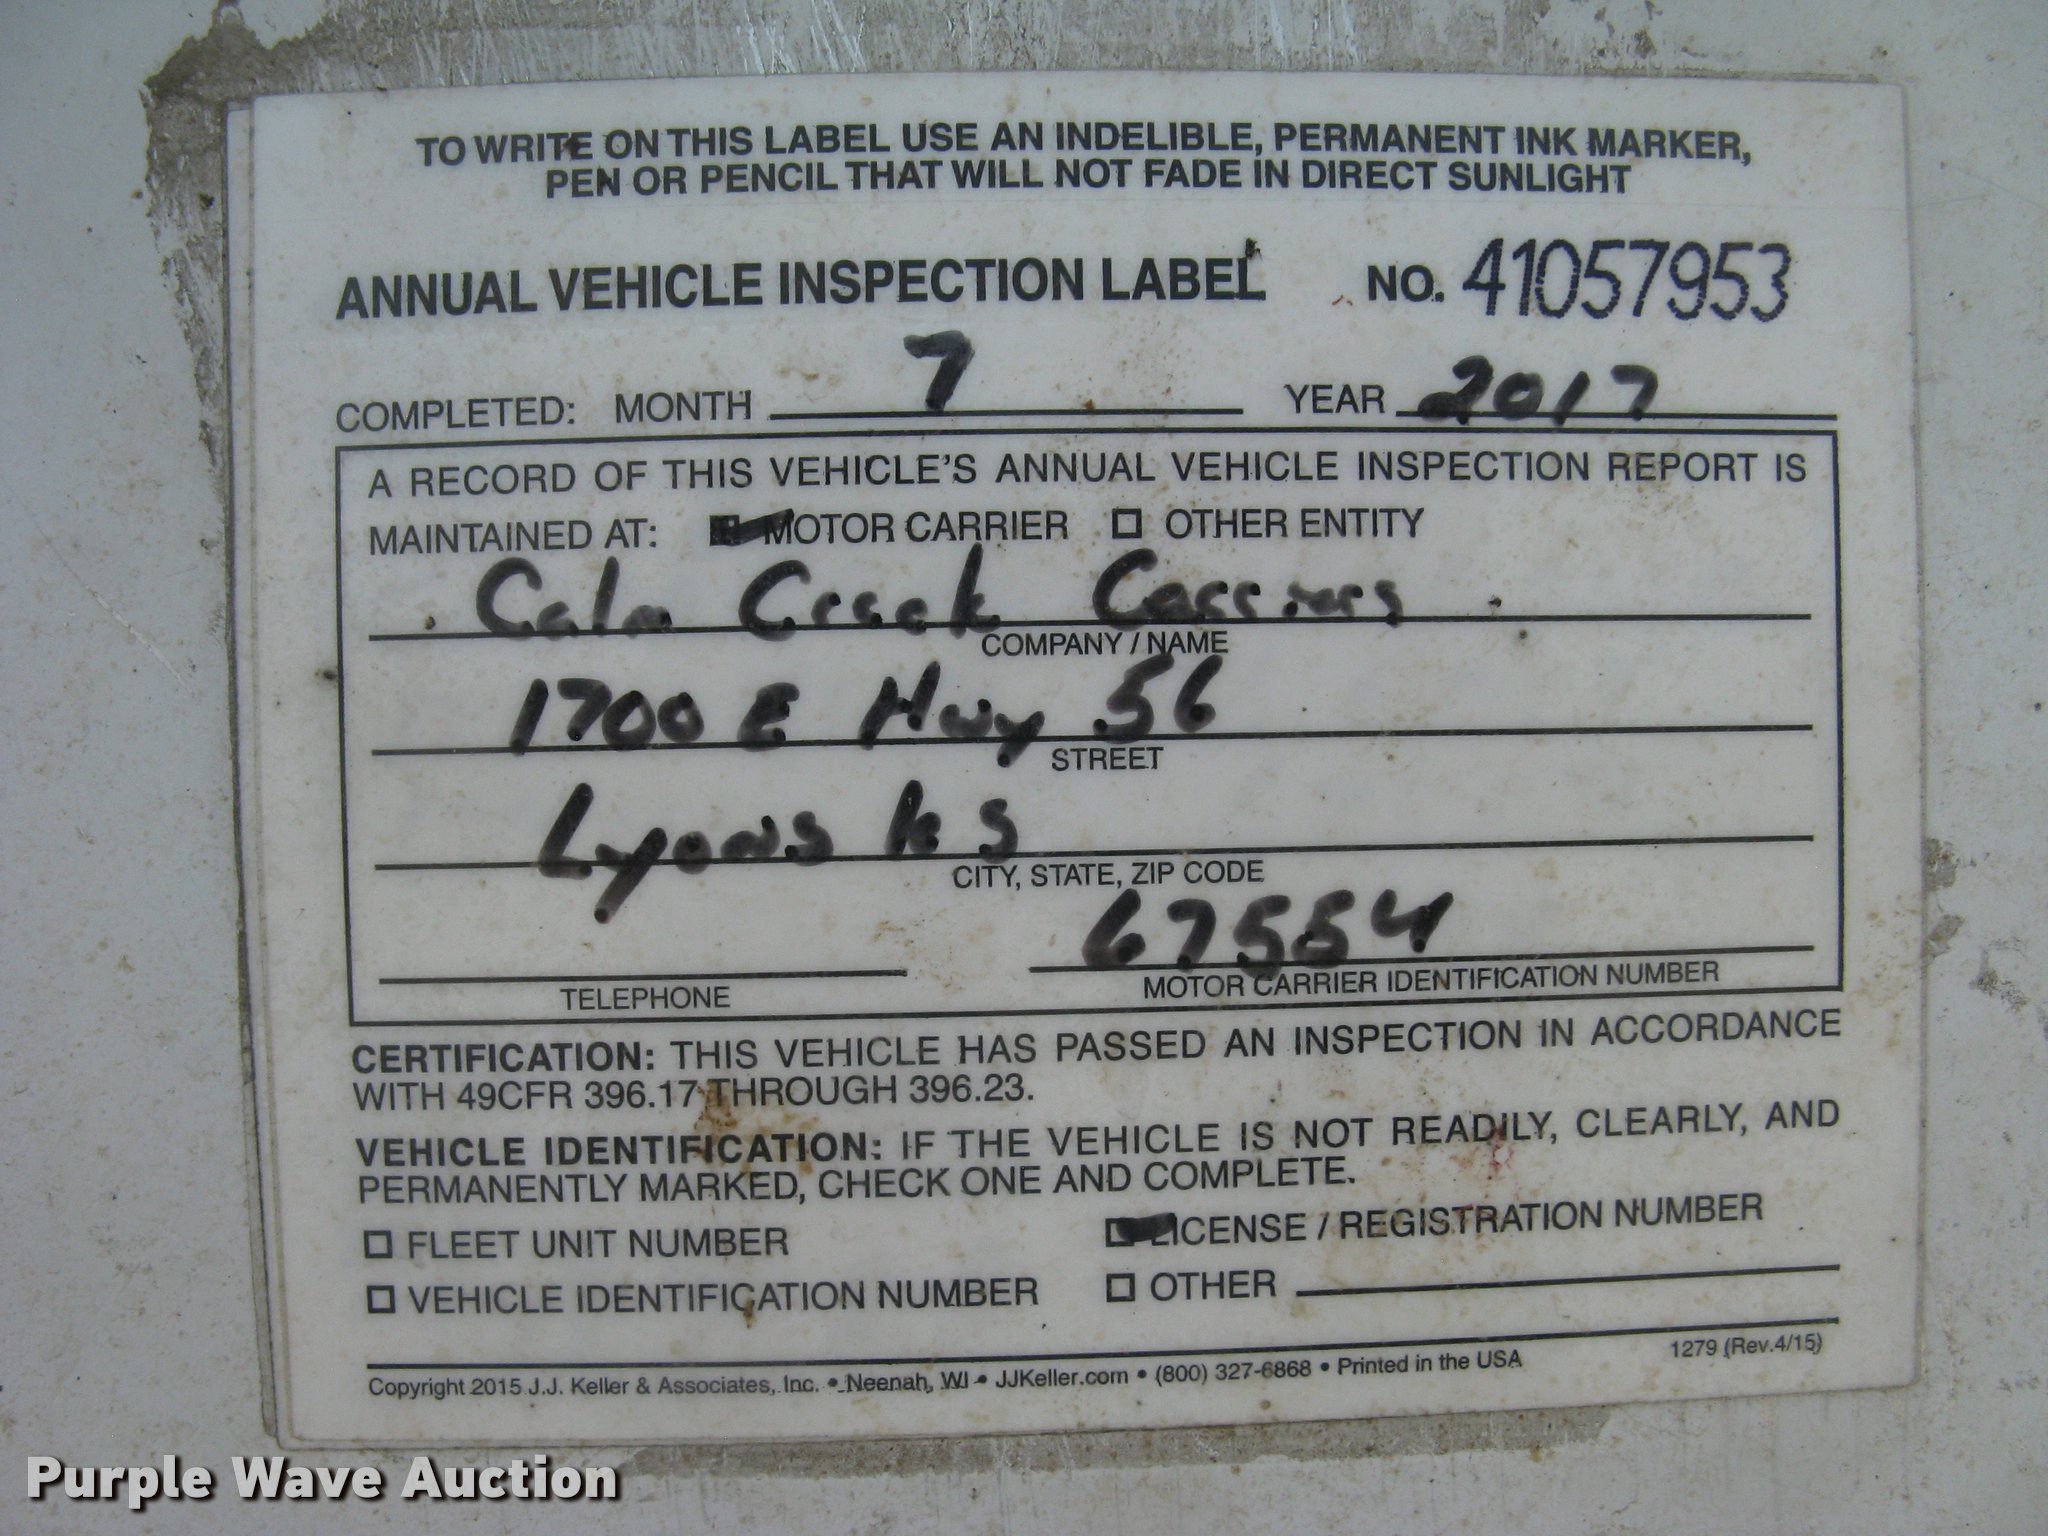 TO WRITE ON THIS LABEL USE AN INDELIBLE, PERMANENT INK MARKER,
PEN OR PENCIL THAT WILL NOT FADE IN DIRECT SUNLIGHT
ANNUAL VEHICLE INSPECTION LABEL NO. 41057953
COMPLETED: MONTH 7 YEAR 2017
A RECORD OF THIS VEHICLE'S ANNUAL VEHICLE INSPECTION REPORT IS
MAINTAINED AT: MOTOR CARRIER OTHER ENTITY
Creek Carriers
COMPANY / NAME
1700 E Hwy 56
STREET
Lyons KS
CITY, STATE, ZIP CODE
67554
TELEPHONE MOTOR CARRIER IDENTIFICATION NUMBER
CERTIFICATION: THIS VEHICLE HAS PASSED AN INSPECTION IN ACCORDANCE
WITH 49CFR 396.17 THROUGH 396.23.
VEHICLE IDENTIFICATION: IF THE VEHICLE IS NOT READILY, CLEARLY, AND
PERMANENTLY MARKED, CHECK ONE AND COMPLETE.
FLEET UNIT NUMBER LICENSE / REGISTRATION NUMBER
VEHICLE IDENTIFICATION NUMBER OTHER
1279 (Rev.4/15)
Copyright 2015 J.J. Keller & Associates, Inc. • Neenah, WI • JJKeller.com • (800) 327-6868 • Printed in the USA
Purple Wave Auction